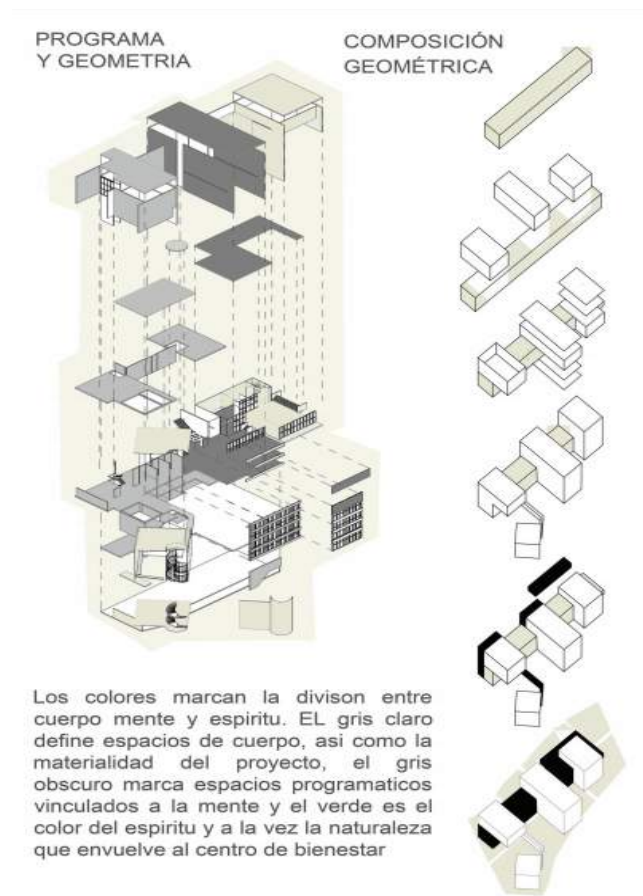 PROGRAMA
Y GEOMETRIA
COMPOSICIÓN
GEOMÉTRICA
Los colores marcan la divison entre
cuerpo mente y espiritu. EL gris claro
define espacios de cuerpo, asi como la
materialidad del proyecto, el gris
obscuro marca espacios programaticos
vinculados a la mente y el verde es el
color del espiritu y a la vez la naturaleza
que envuelve al centro de bienestar